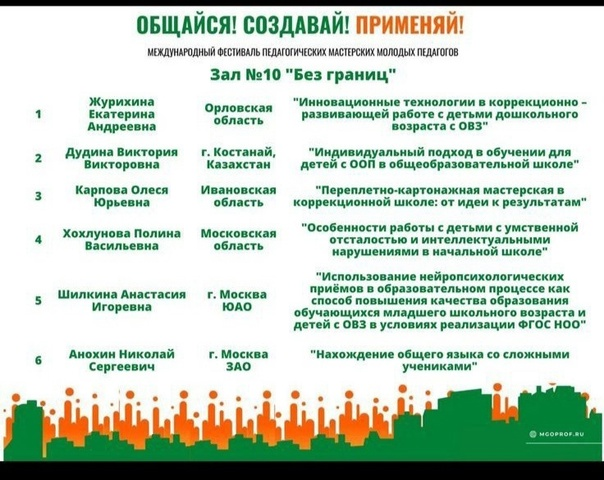 ОБЩАЙСЯ! СОЗДАВАЙ! ПРИМЕНЯЙ!
МЕЖДУНАРОДНЫЙ ФЕСТИВАЛЬ ПЕДАГОГИЧЕСКИХ МАСТЕРСКИХ МОЛОДЫХ ПЕДАГОГОВ
Зал №10 "Без границ"
1
Журихина
Екатерина
Андреевна
Орловская
область
"Инновационные технологии в коррекционно –
развивающей работе с детьми дошкольного
возраста с ОВЗ"
2
Дудина Виктория
Викторовна
г. Костанай,
Казахстан
"Индивидуальный подход в обучении для
детей с ООП в общеобразовательной школе"
3
Карпова Олеся
Юрьевна
Ивановская
область
"Переплетно-картонажная мастерская в
коррекционной школе: от идеи к результатам"
4
Хохлунова Полина
Васильевна
Московская
область
"Особенности работы с детьми с умственной
отсталостью и интеллектуальными
нарушениями в начальной школе"
5
Шилкина Анастасия
Игоревна
г. Москва
ЮАО
"Использование нейропсихологических
приёмов в образовательном процессе как
способ повышения качества образования
обучающихся младшего школьного возраста и
детей с ОВЗ в условиях реализации ФГОС НОО"
6
Анохин Николай
Сергеевич
г. Москва
ЗАО
"Нахождение общего языка со сложными
учениками"
MGOPROF.RU